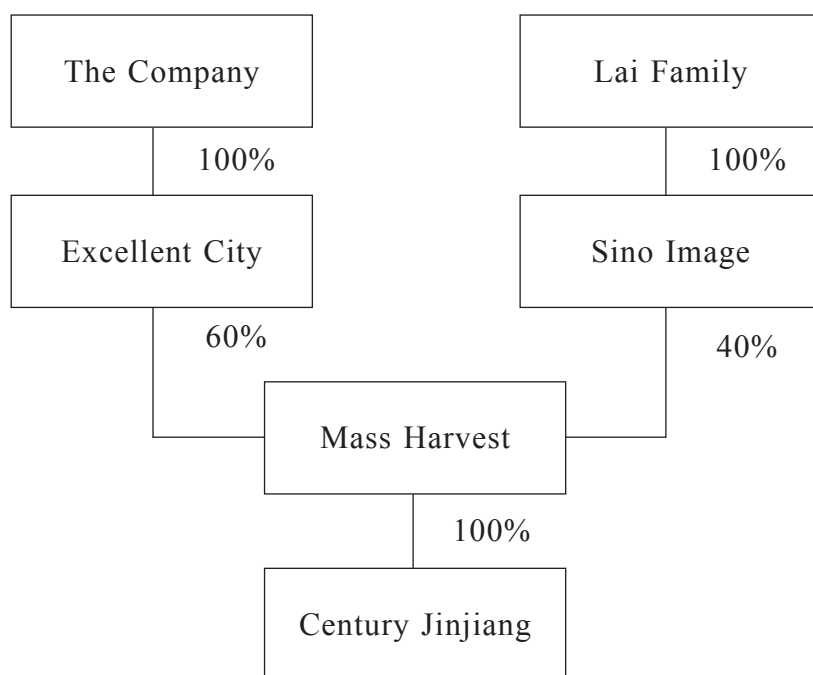 The Company
Lai Family
100%
100%
Excellent City
Sino Image
60%
40%
Mass Harvest
100%
Century Jinjiang